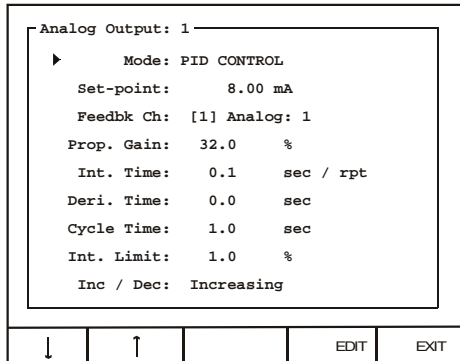 Analog Output: 1
Mode: PID CONTROL
Set-point: 8.00 mA
Feedbk Ch: [1] Analog: 1
Prop. Gain: 32.0 %
Int. Time: 0.1 sec / rpt
Deri. Time: 0.0 sec
Cycle Time: 1.0 sec
Int. Limit: 1.0 %
Inc / Dec: Increasing
↓ ↑ EDIT EXIT